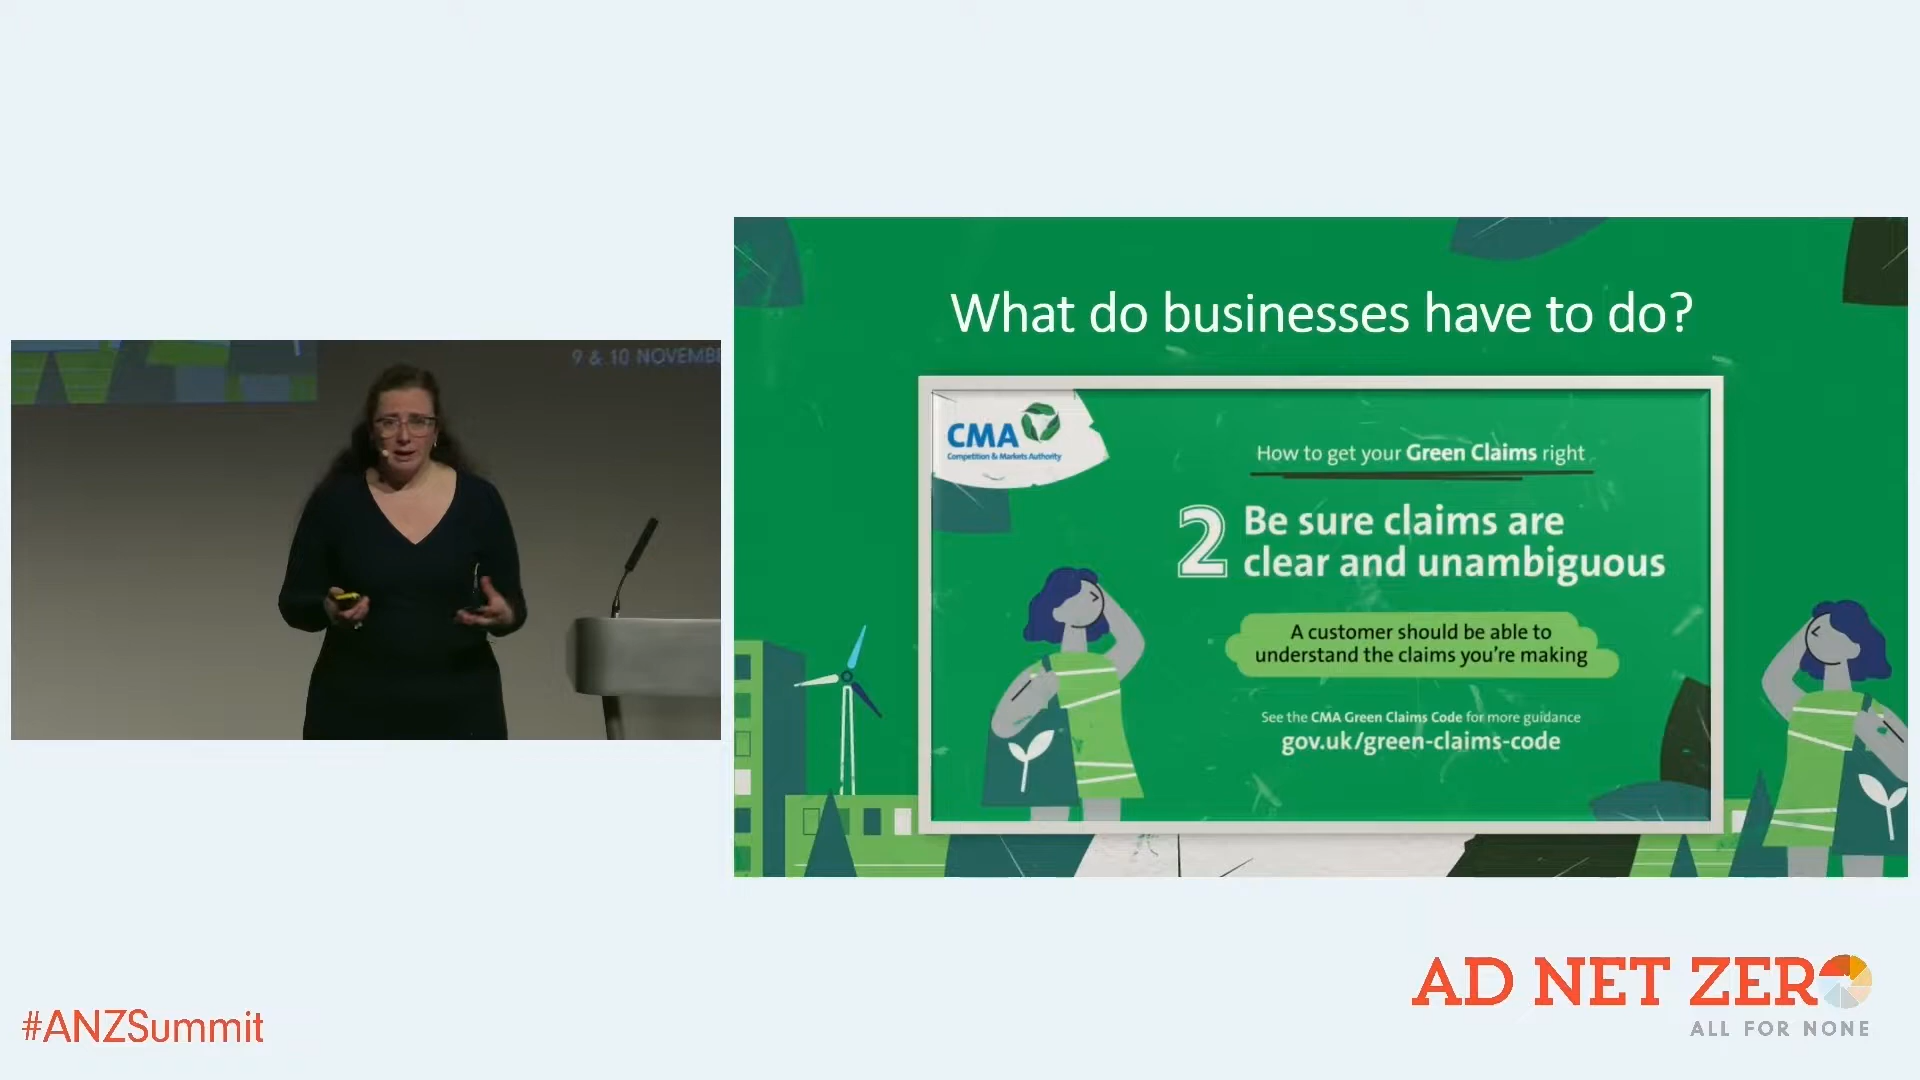 9 & 10 NOVEMBE
What do businesses have to do?
CMA
Competition & Markets Authority
How to get your Green Claims right
2 Be sure claims are
clear and unambiguous
A customer should be able to
understand the claims you're making
See the CMA Green Claims Code for more guidance
gov.uk/green-claims-code
#ANZSummit
AD NET ZERO
ALL FOR NONE